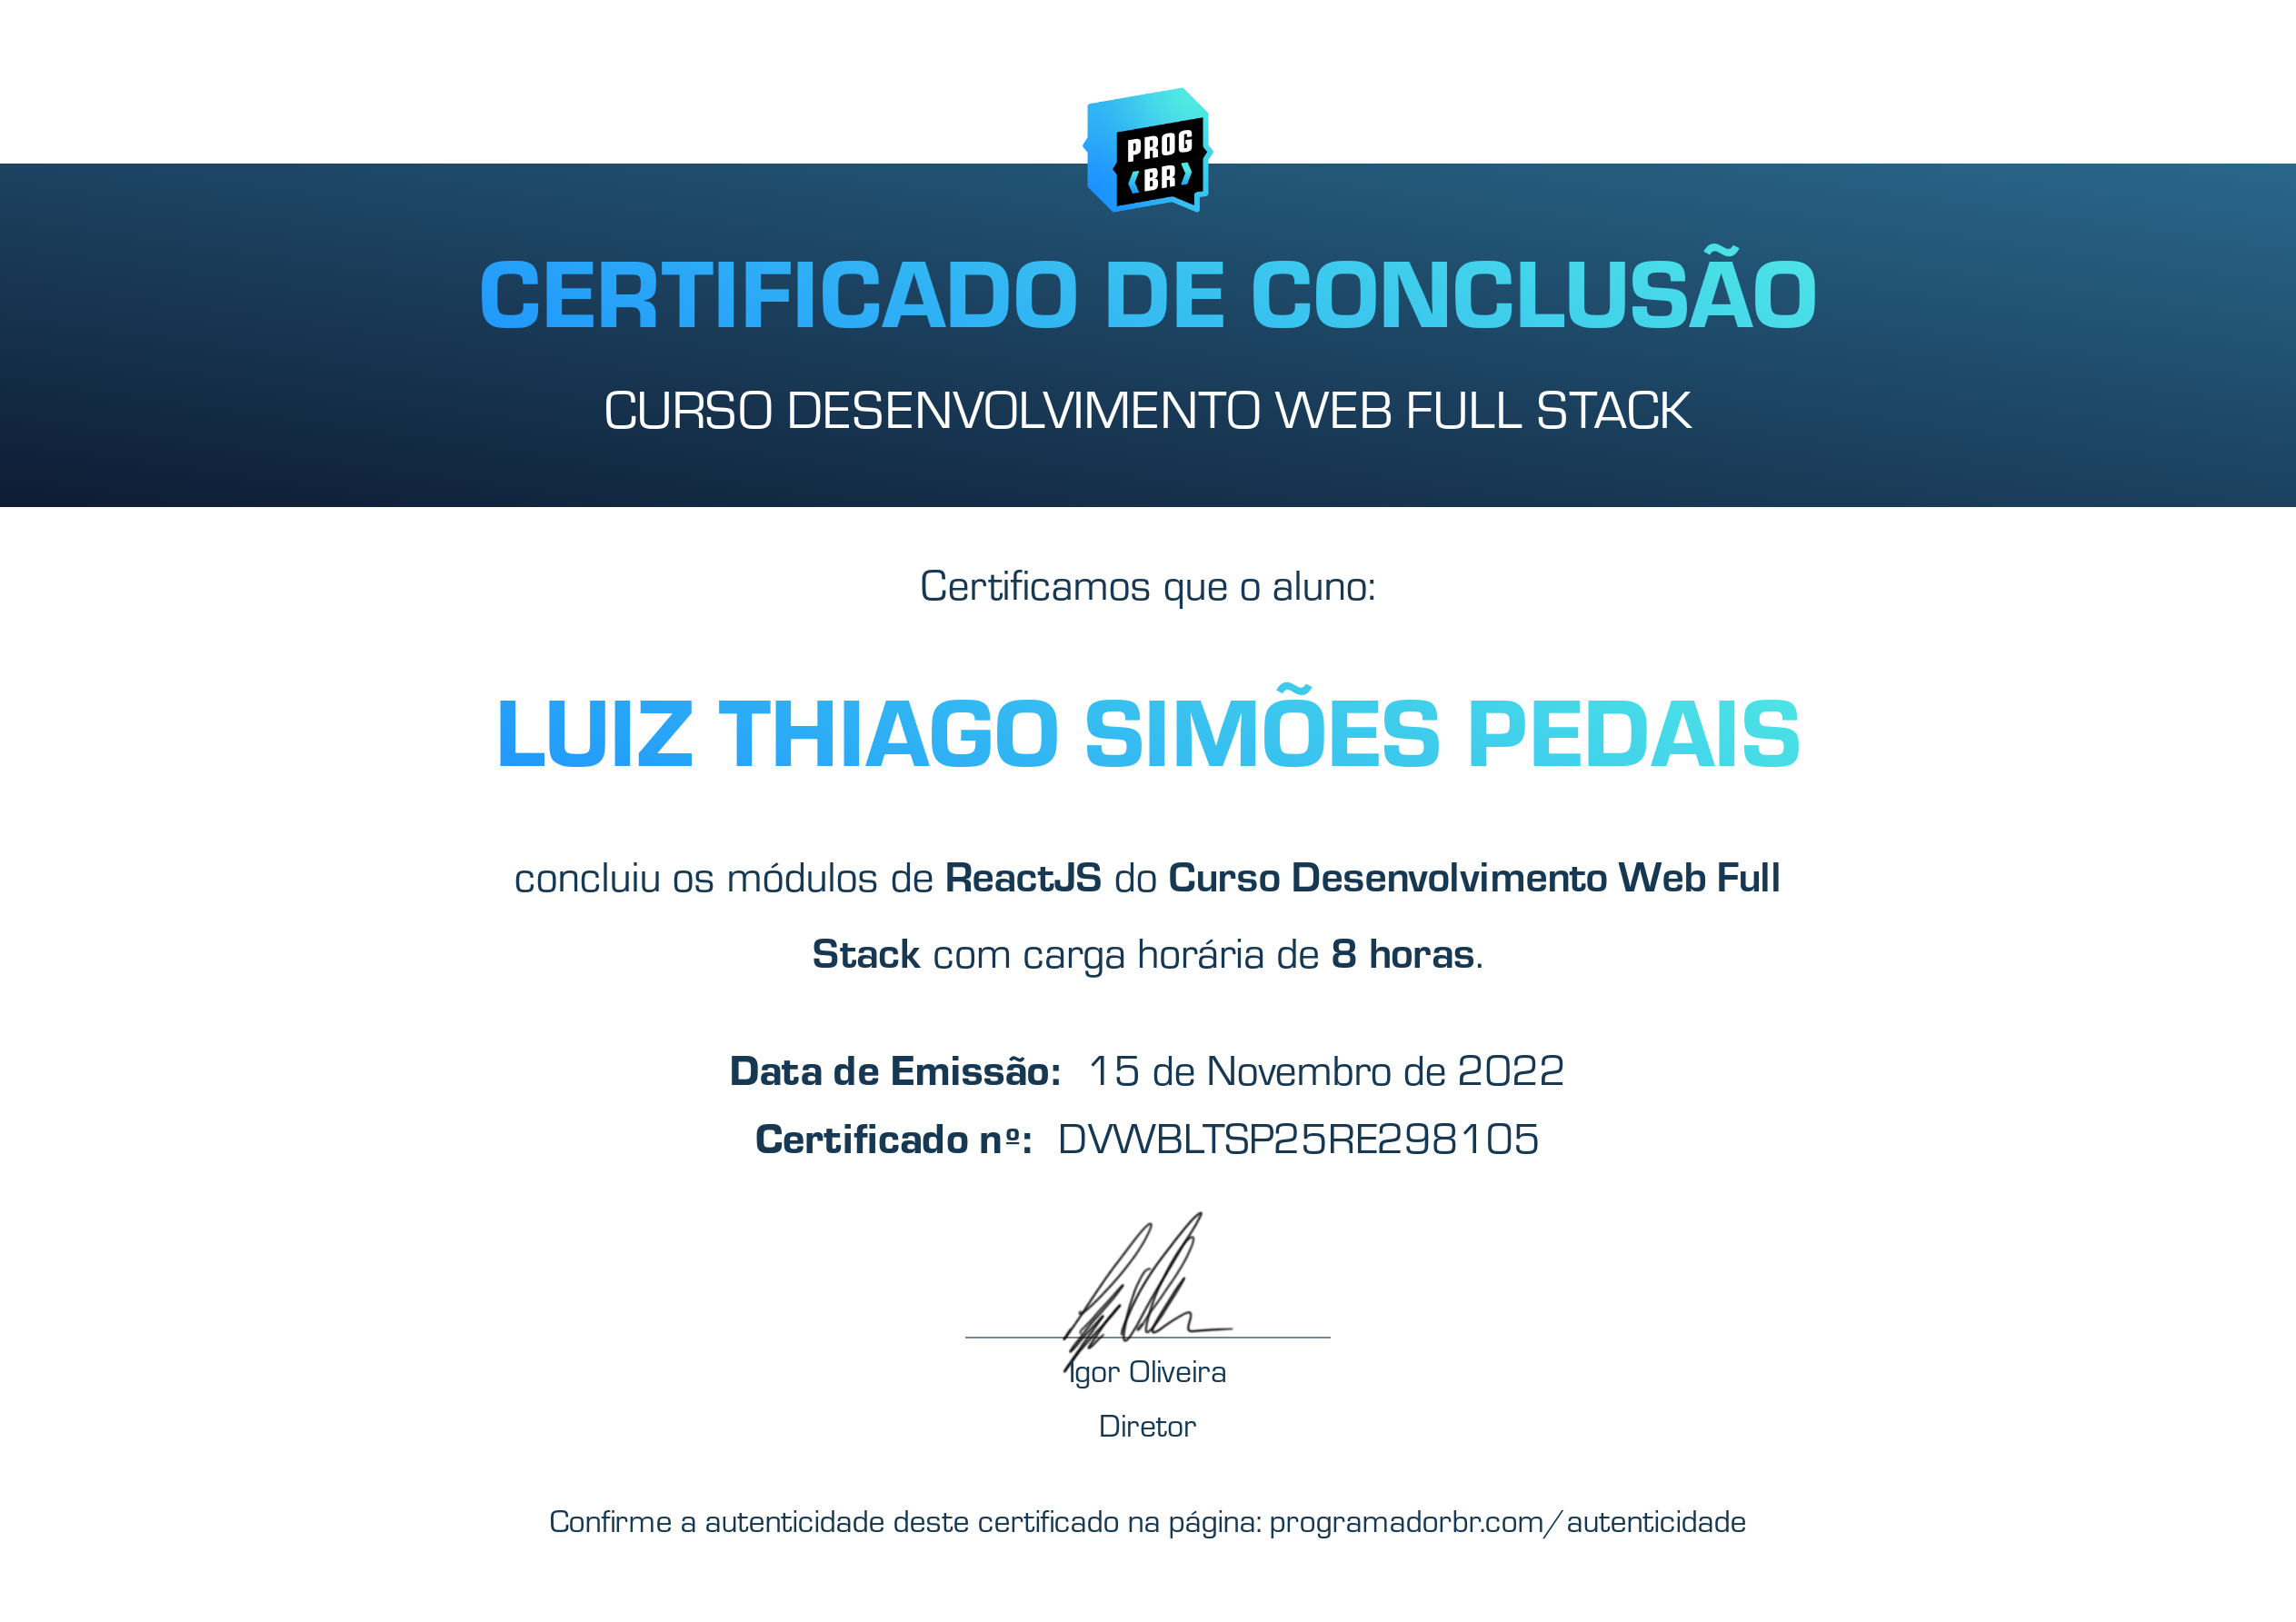 PROG
BR
CERTIFICADO DE CONCLUSÃO
CURSO DESENVOLVIMENTO WEB FULL STACK
Certificamos que o aluno:
LUIZ THIAGO SIMÕES PEDAIS
concluiu os módulos de ReactJS do Curso Desenvolvimento Web Full
Stack com carga horária de 8 horas.
Data de Emissão: 15 de Novembro de 2022
Certificado nº: DVWBLTSP25RE298105
Igor Oliveira
Diretor
Confirme a autenticidade deste certificado na página: programadorbr.com/autenticidade